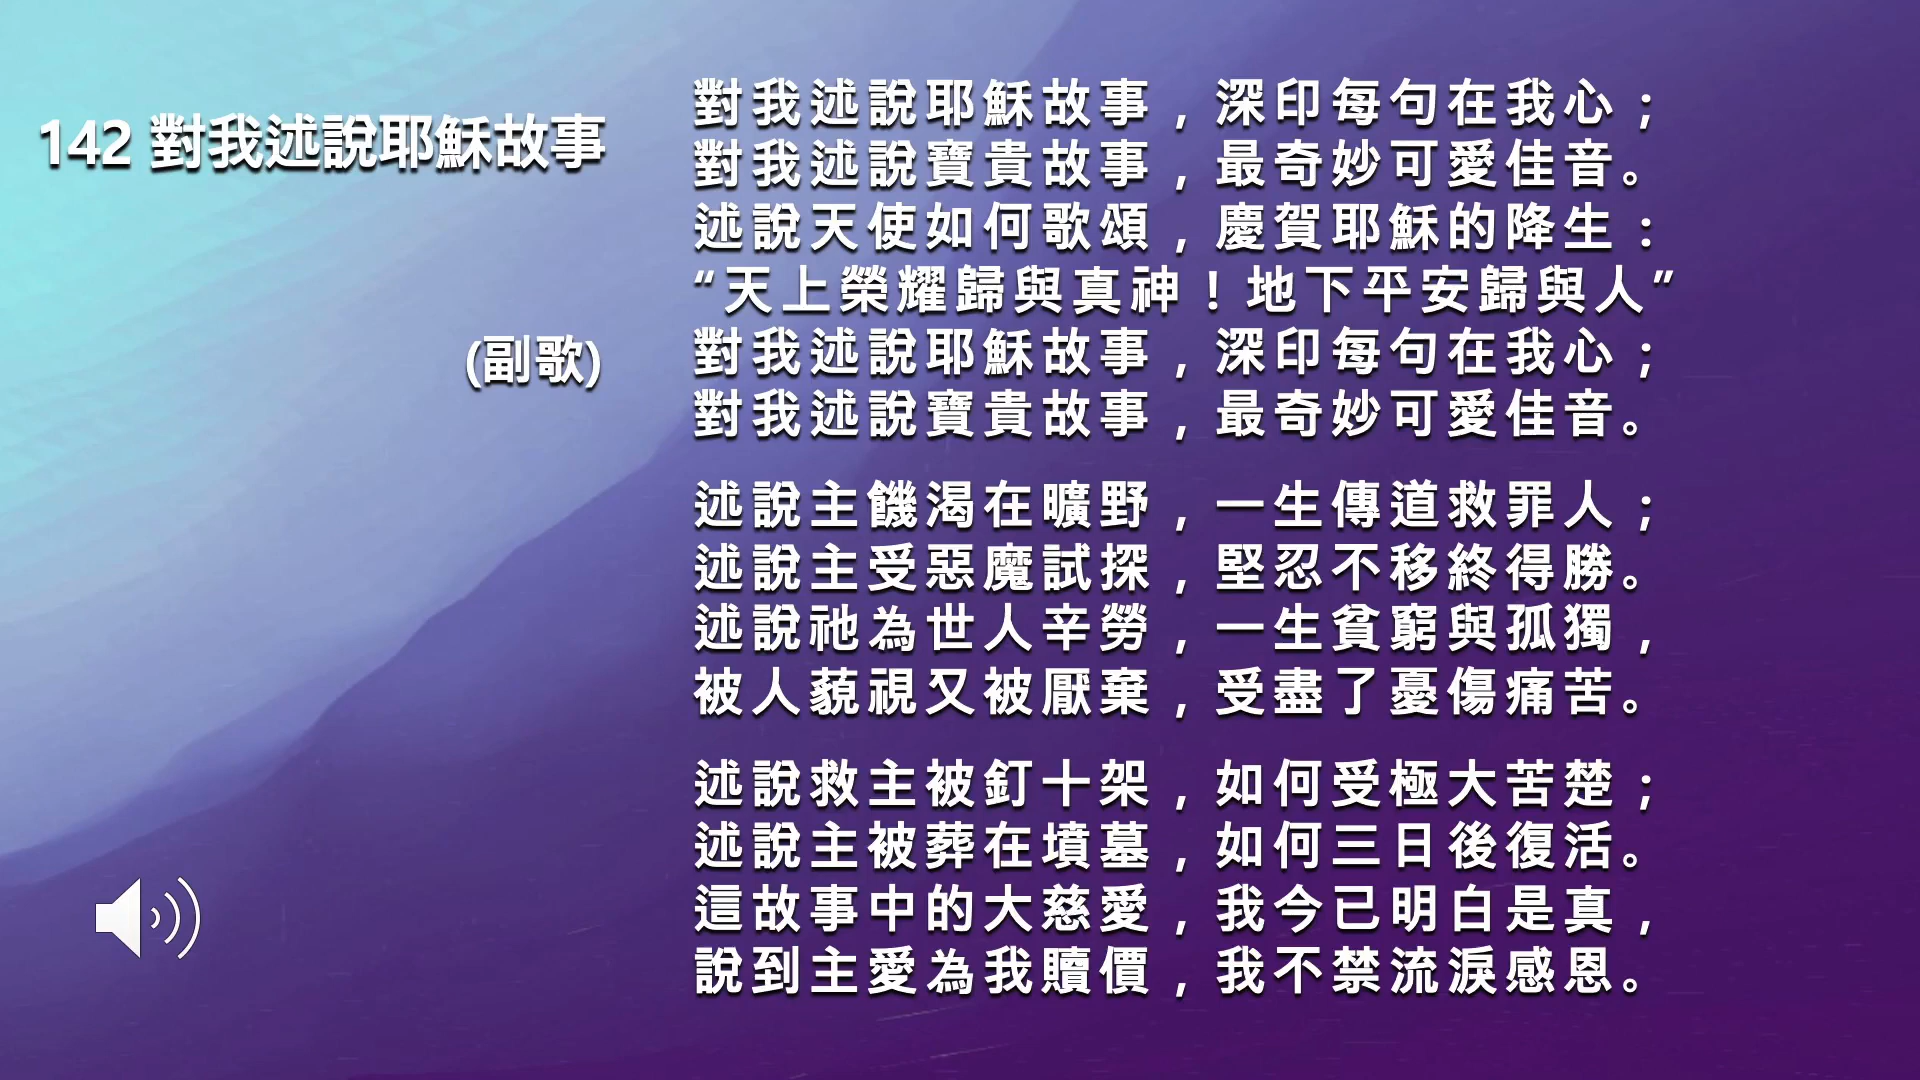 142 對我述說耶穌故事
對我述說耶穌故事，深印每句在我心；
對我述說寶貴故事，最奇妙可愛佳音。
述說天使如何歌頌，慶賀耶穌的降生：
“天上榮耀歸與真神！地下平安歸與人”
(副歌)
對我述說耶穌故事，深印每句在我心；
對我述說寶貴故事，最奇妙可愛佳音。
述說主饑渴在曠野，一生傳道救罪人；
述說主受惡魔試探，堅忍不移終得勝。
述說祂為世人辛勞，一生貧窮與孤獨，
被人藐視又被厭棄，受盡了憂傷痛苦。
述說救主被釘十架，如何受極大苦楚；
述說主被葬在墳墓，如何三日後復活。
這故事中的大慈愛，我今已明白是真，
說到主愛為我贖價，我不禁流淚感恩。